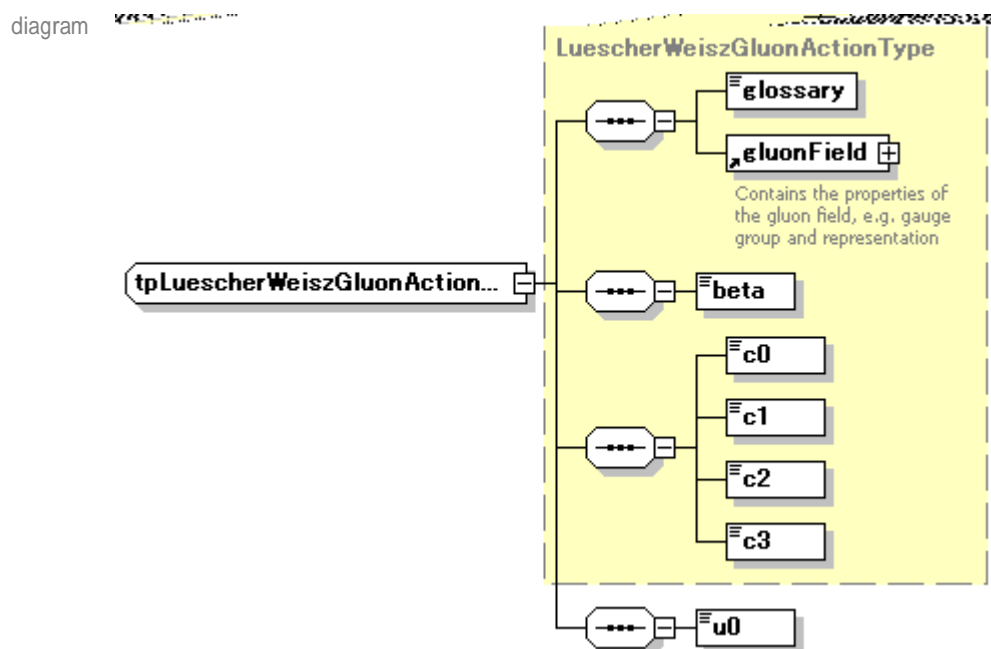 diagram
LuescherWeiszGluonActionType
glossary
gluonField
Contains the properties of
the gluon field, e.g. gauge
group and representation
tpLuescherWeiszGluonAction...
beta
c0
c1
c2
c3
u0